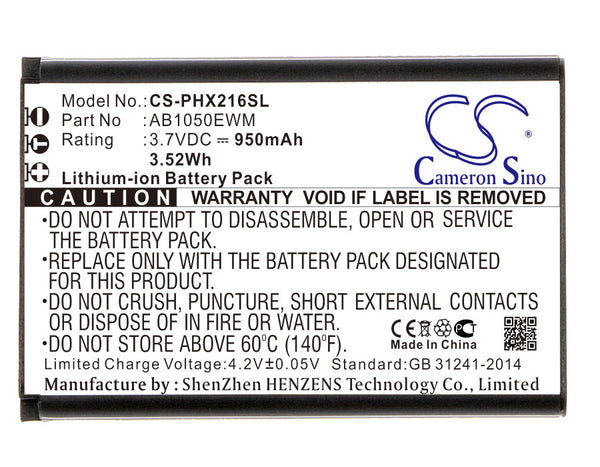 Model No.: CS-PHX216SL
Part No : AB1050EWM
Rating : 3.7VDC⎓950mAh
3.52Wh
Lithium-ion Battery Pack
CS
Cameron Sino
CAUTION WARRANTY VOID IF LABEL IS REMOVED
•DO NOT ATTEMPT TO DISASSEMBLE, OPEN OR SERVICE
THE BATTERY PACK.
•REPLACE ONLY WITH THE BATTERY PACK DESIGNATED FOR
THIS PRODUCT.
•DO NOT CRUSH, PUNCTURE, SHORT EXTERNAL CONTACTS
OR DISPOSE OF IN FIRE OR WATER.
•DO NOT STORE ABOVE 60°C (140°F).
CE
Made in China
Limited Charge Voltage:4.2V±0.05V Standard:GB 31241-2014
Manufacturer : ShenZhen HENZENS Technology Co., Limited.